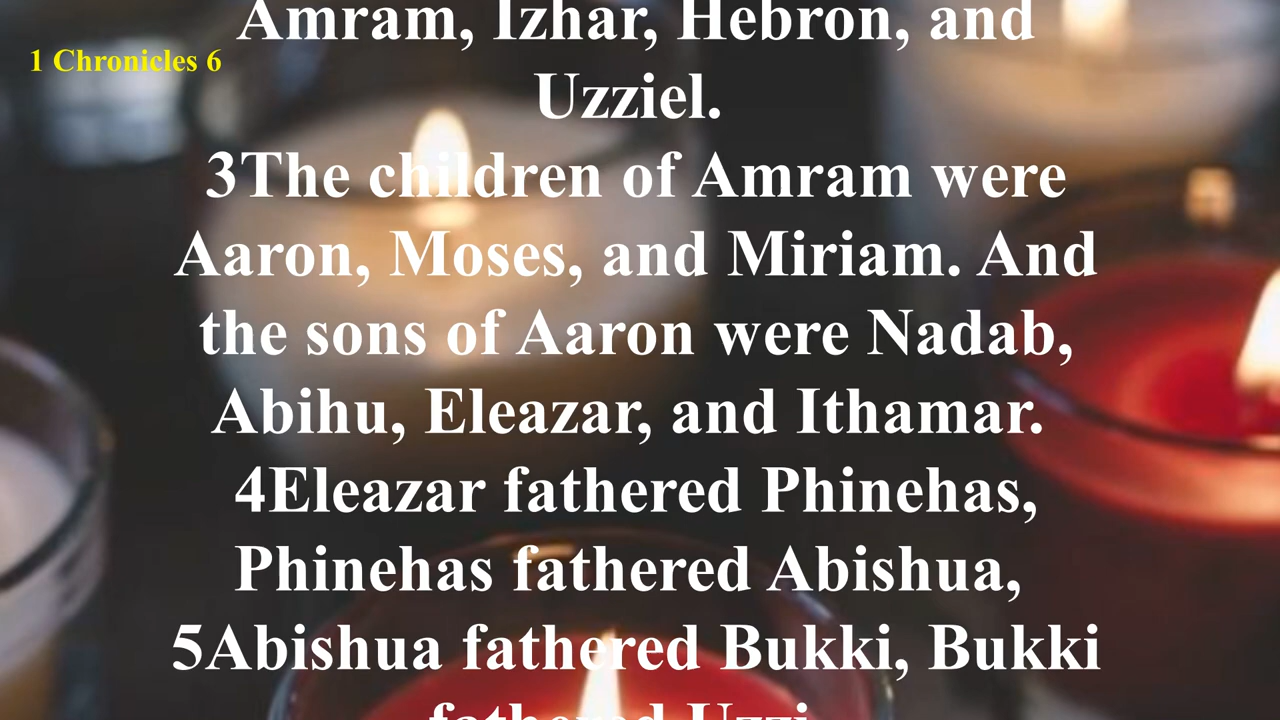 Amram, Izhar, Hebron, and
1 Chronicles 6
Uzziel.
3The children of Amram were
Aaron, Moses, and Miriam. And
the sons of Aaron were Nadab,
Abihu, Eleazar, and Ithamar.
4Eleazar fathered Phinehas,
Phinehas fathered Abishua,
5Abishua fathered Bukki, Bukki
fathered Uzzi